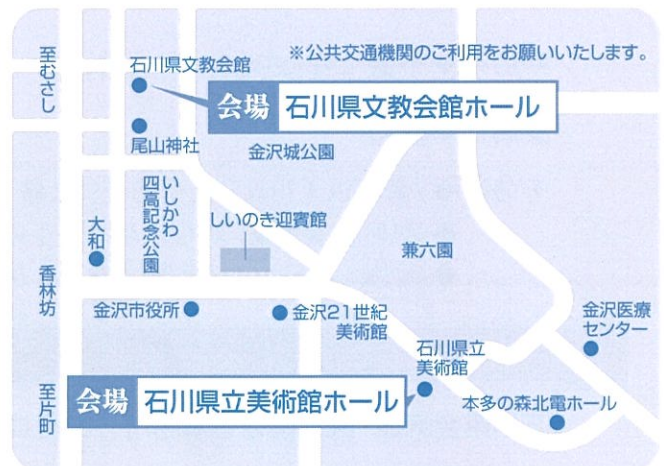 ※公共交通機関のご利用をお願いいたします。
至むさし
石川県文教会館
会場 石川県文教会館ホール
尾山神社
金沢城公園
いしかわ
四高記念公園
しいのき迎賓館
大和
兼六園
香林坊
金沢市役所
金沢21世紀
美術館
金沢医療
センター
石川県立
美術館
会場 石川県立美術館ホール
本多の森北電ホール
至片町